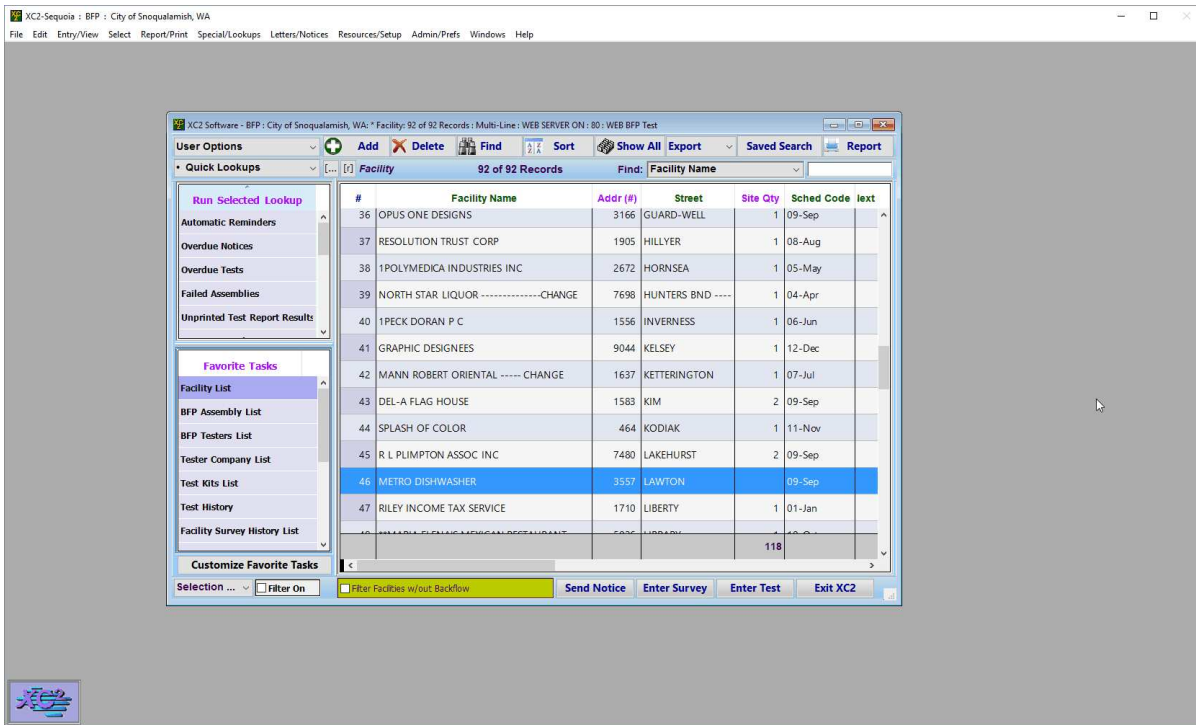 XC2-Sequoia : BFP : City of Snoqualamish, WA
File Edit Entry/View Select Report/Print Special/Lookups Letters/Notices Resources/Setup Admin/Prefs Windows Help
XC2 Software - BFP : City of Snoqualamish, WA: * Facility: 92 of 92 Records : Multi-Line : WEB SERVER ON : 80 : WEB BFP Test
User Options Add Delete Find Sort Show All Export Saved Search Report
• Quick Lookups [... [r] Facility 92 of 92 Records Find: Facility Name
Run Selected Lookup
Automatic Reminders
Overdue Notices
Overdue Tests
Failed Assemblies
Unprinted Test Report Results
Favorite Tasks
Facility List
BFP Assembly List
BFP Testers List
Tester Company List
Test Kits List
Test History
Facility Survey History List
Customize Favorite Tasks
# Facility Name Addr (#) Street Site Qty Sched Code lext
36 OPUS ONE DESIGNS 3166 GUARD-WELL 1 09-Sep
37 RESOLUTION TRUST CORP 1905 HILLYER 1 08-Aug
38 1POLYMEDICA INDUSTRIES INC 2672 HORNSEA 1 05-May
39 NORTH STAR LIQUOR --------------CHANGE 7698 HUNTERS BND ---- 1 04-Apr
40 1PECK DORAN P C 1556 INVERNESS 1 06-Jun
41 GRAPHIC DESIGNEES 9044 KELSEY 1 12-Dec
42 MANN ROBERT ORIENTAL ----- CHANGE 1637 KETTERINGTON 1 07-Jul
43 DEL-A FLAG HOUSE 1583 KIM 2 09-Sep
44 SPLASH OF COLOR 464 KODIAK 1 11-Nov
45 R L PLIMPTON ASSOC INC 7480 LAKEHURST 2 09-Sep
46 METRO DISHWASHER 3557 LAWTON 09-Sep
47 RILEY INCOME TAX SERVICE 1710 LIBERTY 1 01-Jan
118
Selection ... Filter On Filter Facilities w/out Backflow Send Notice Enter Survey Enter Test Exit XC2
XC2